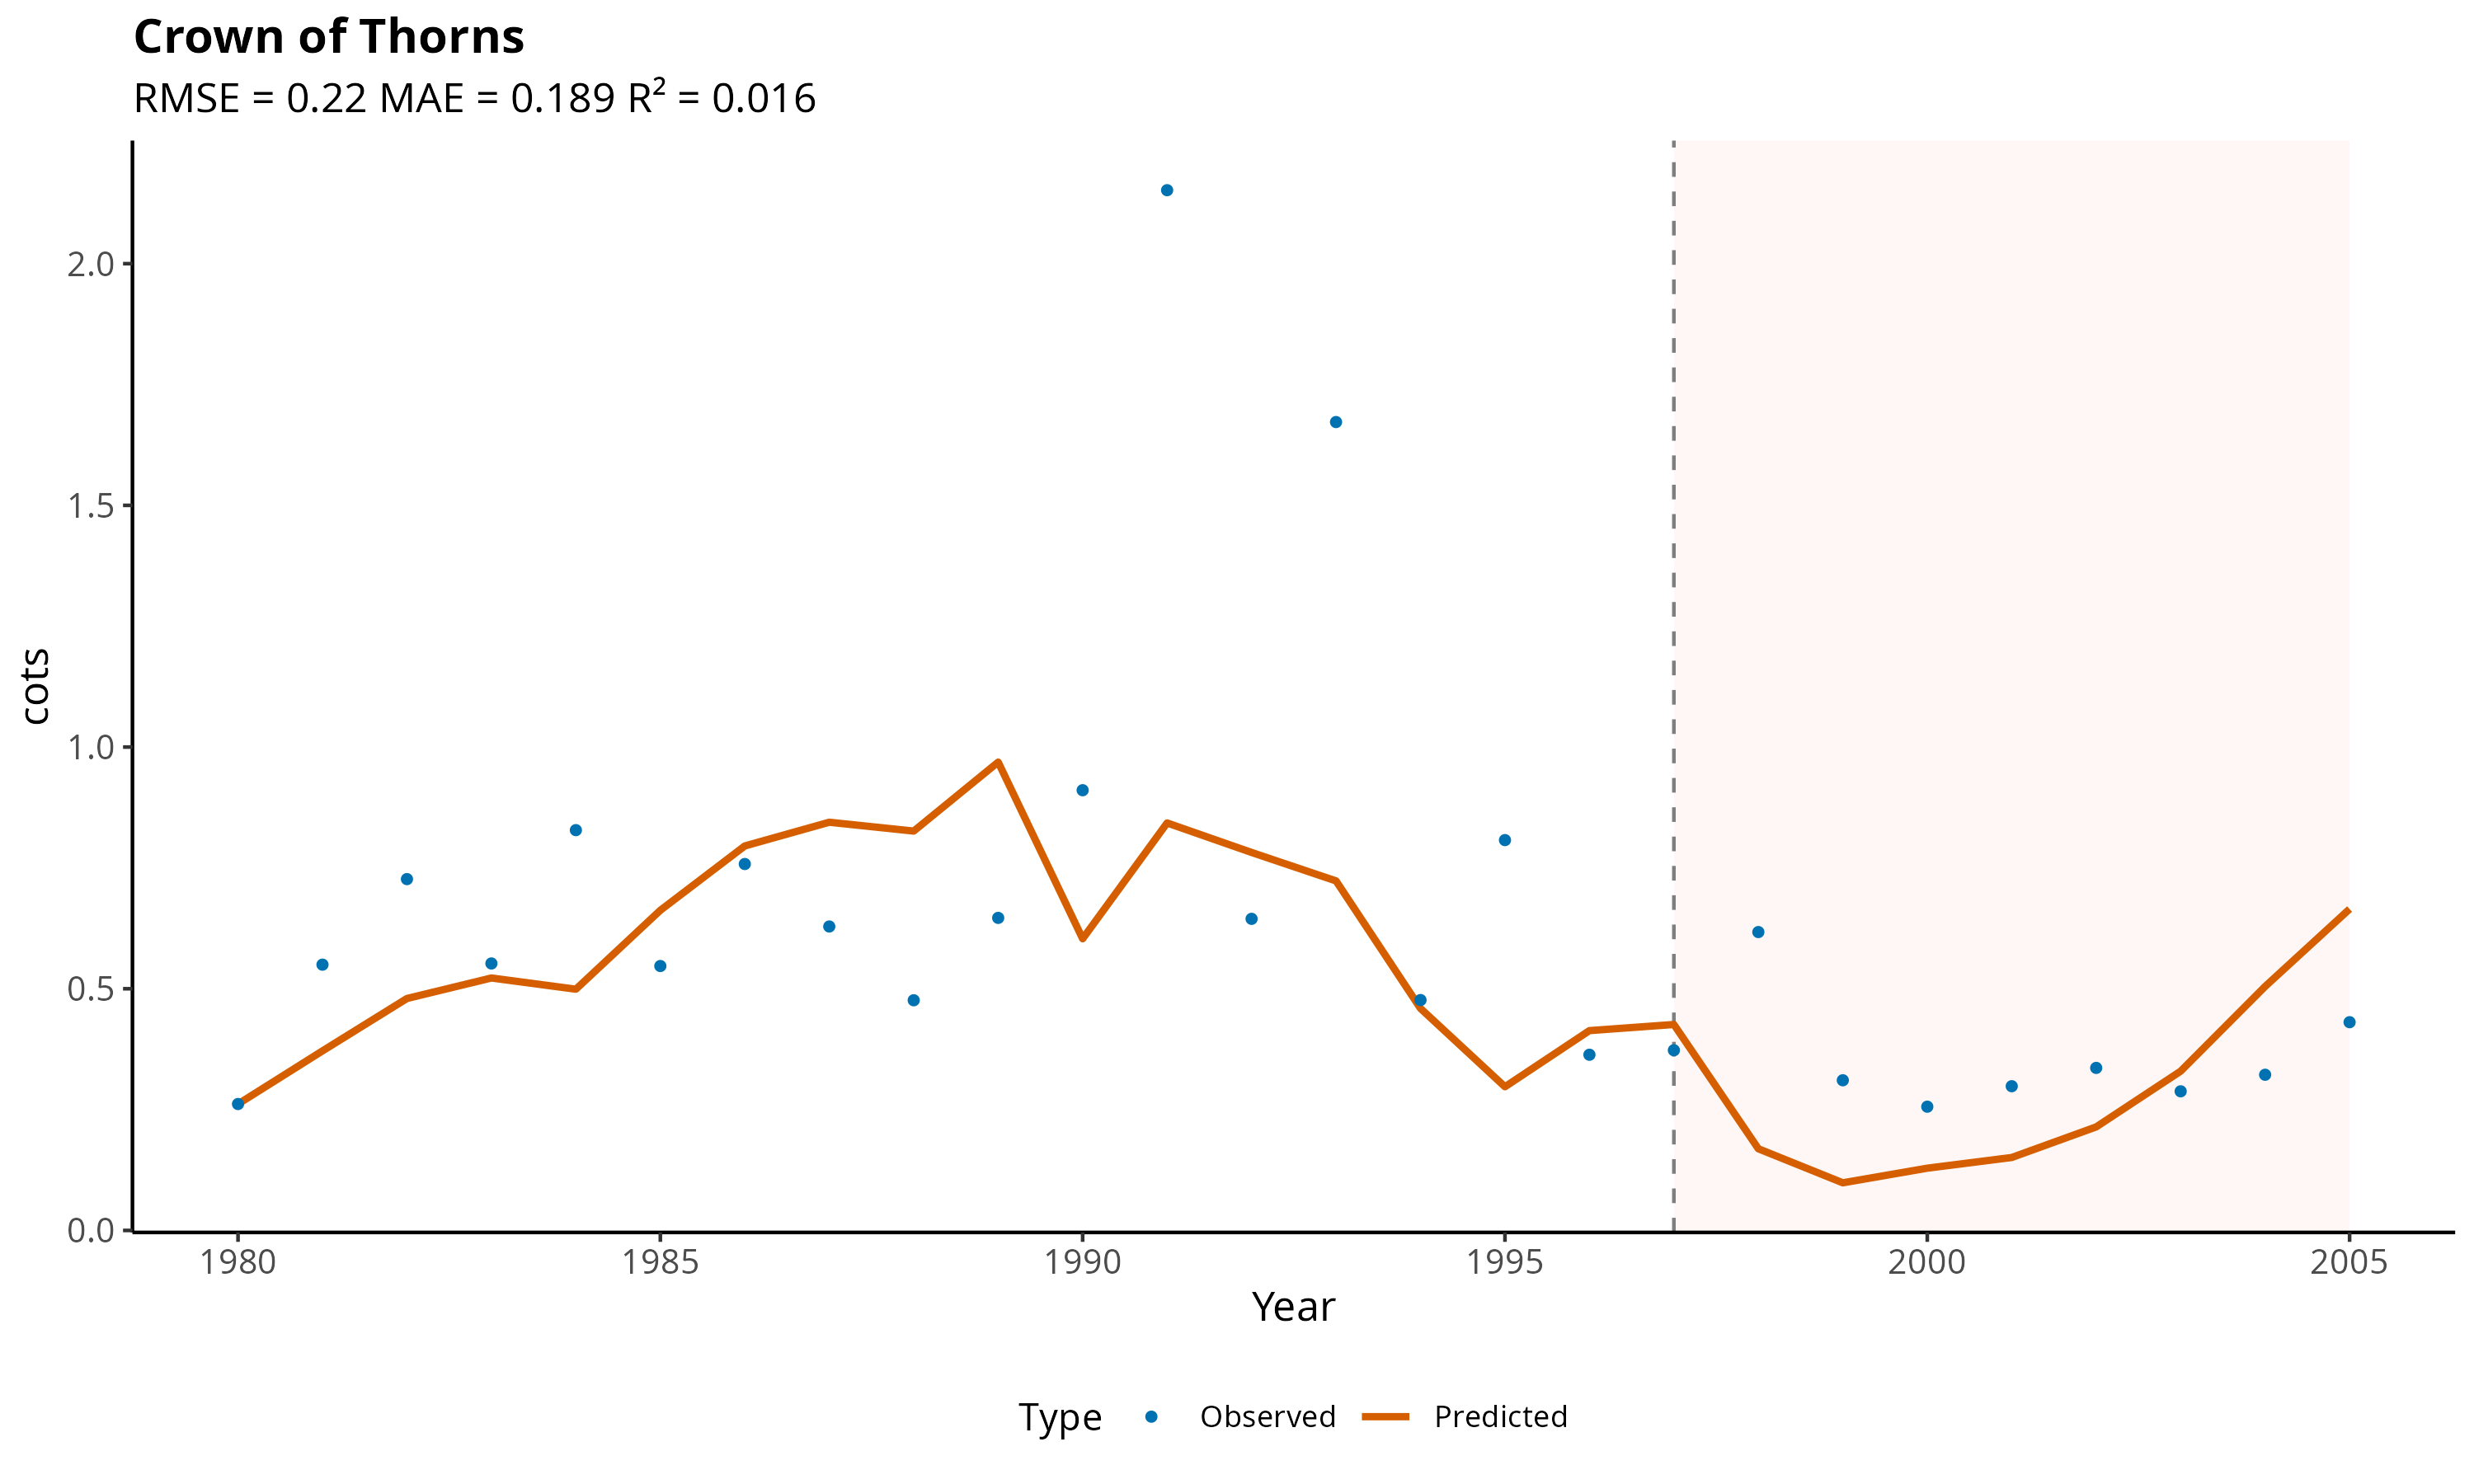 Crown of Thorns
RMSE = 0.22 MAE = 0.189 R² = 0.016
cots
2.0
1.5
1.0
0.5
0.0
1980 1985 1990 1995 2000 2005
Year
Type Observed Predicted